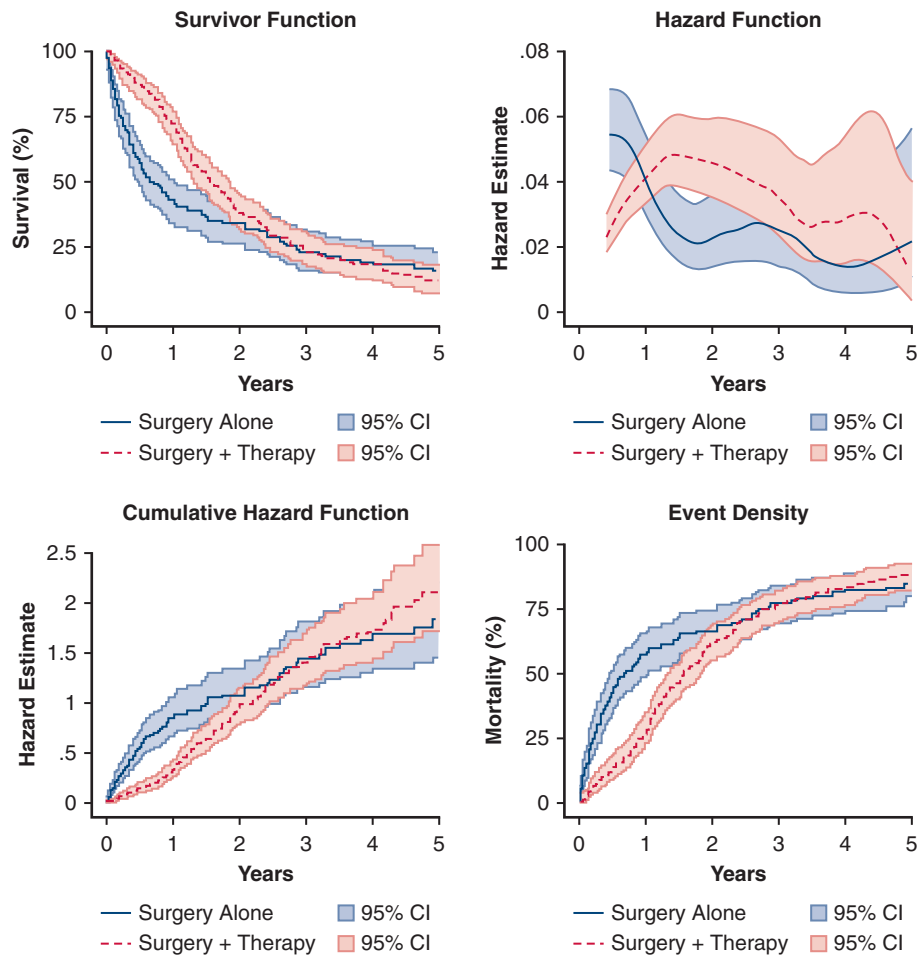 Survivor Function
100
75
50
25
0
Survival (%)
0 1 2 3 4 5
Years
Surgery Alone 95% CI
Surgery + Therapy 95% CI
Hazard Function
.08
.06
.04
.02
0
Hazard Estimate
0 1 2 3 4 5
Years
Surgery Alone 95% CI
Surgery + Therapy 95% CI
Cumulative Hazard Function
2.5
2
1.5
1
.5
0
Hazard Estimate
0 1 2 3 4 5
Years
Surgery Alone 95% CI
Surgery + Therapy 95% CI
Event Density
100
75
50
25
0
Mortality (%)
0 1 2 3 4 5
Years
Surgery Alone 95% CI
Surgery + Therapy 95% CI